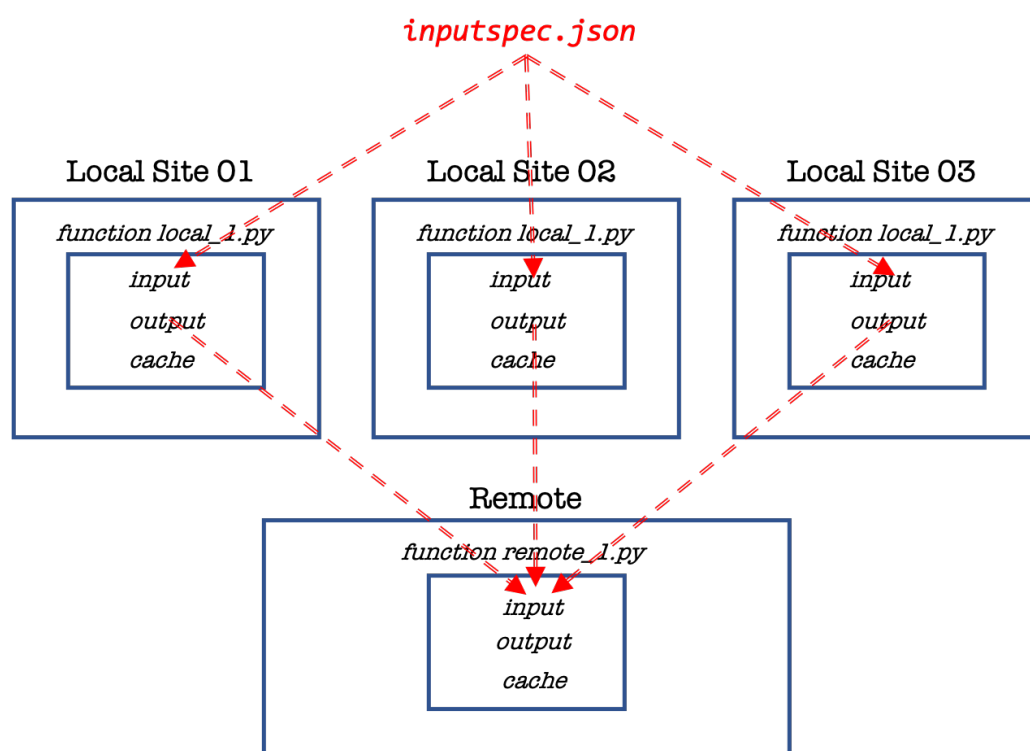 inputspec.json
Local Site 01
Local Site 02
Local Site 03
function local_1.py
function local_1.py
function local_1.py
input
output
cache
input
output
cache
input
output
cache
Remote
function remote_1.py
input
output
cache